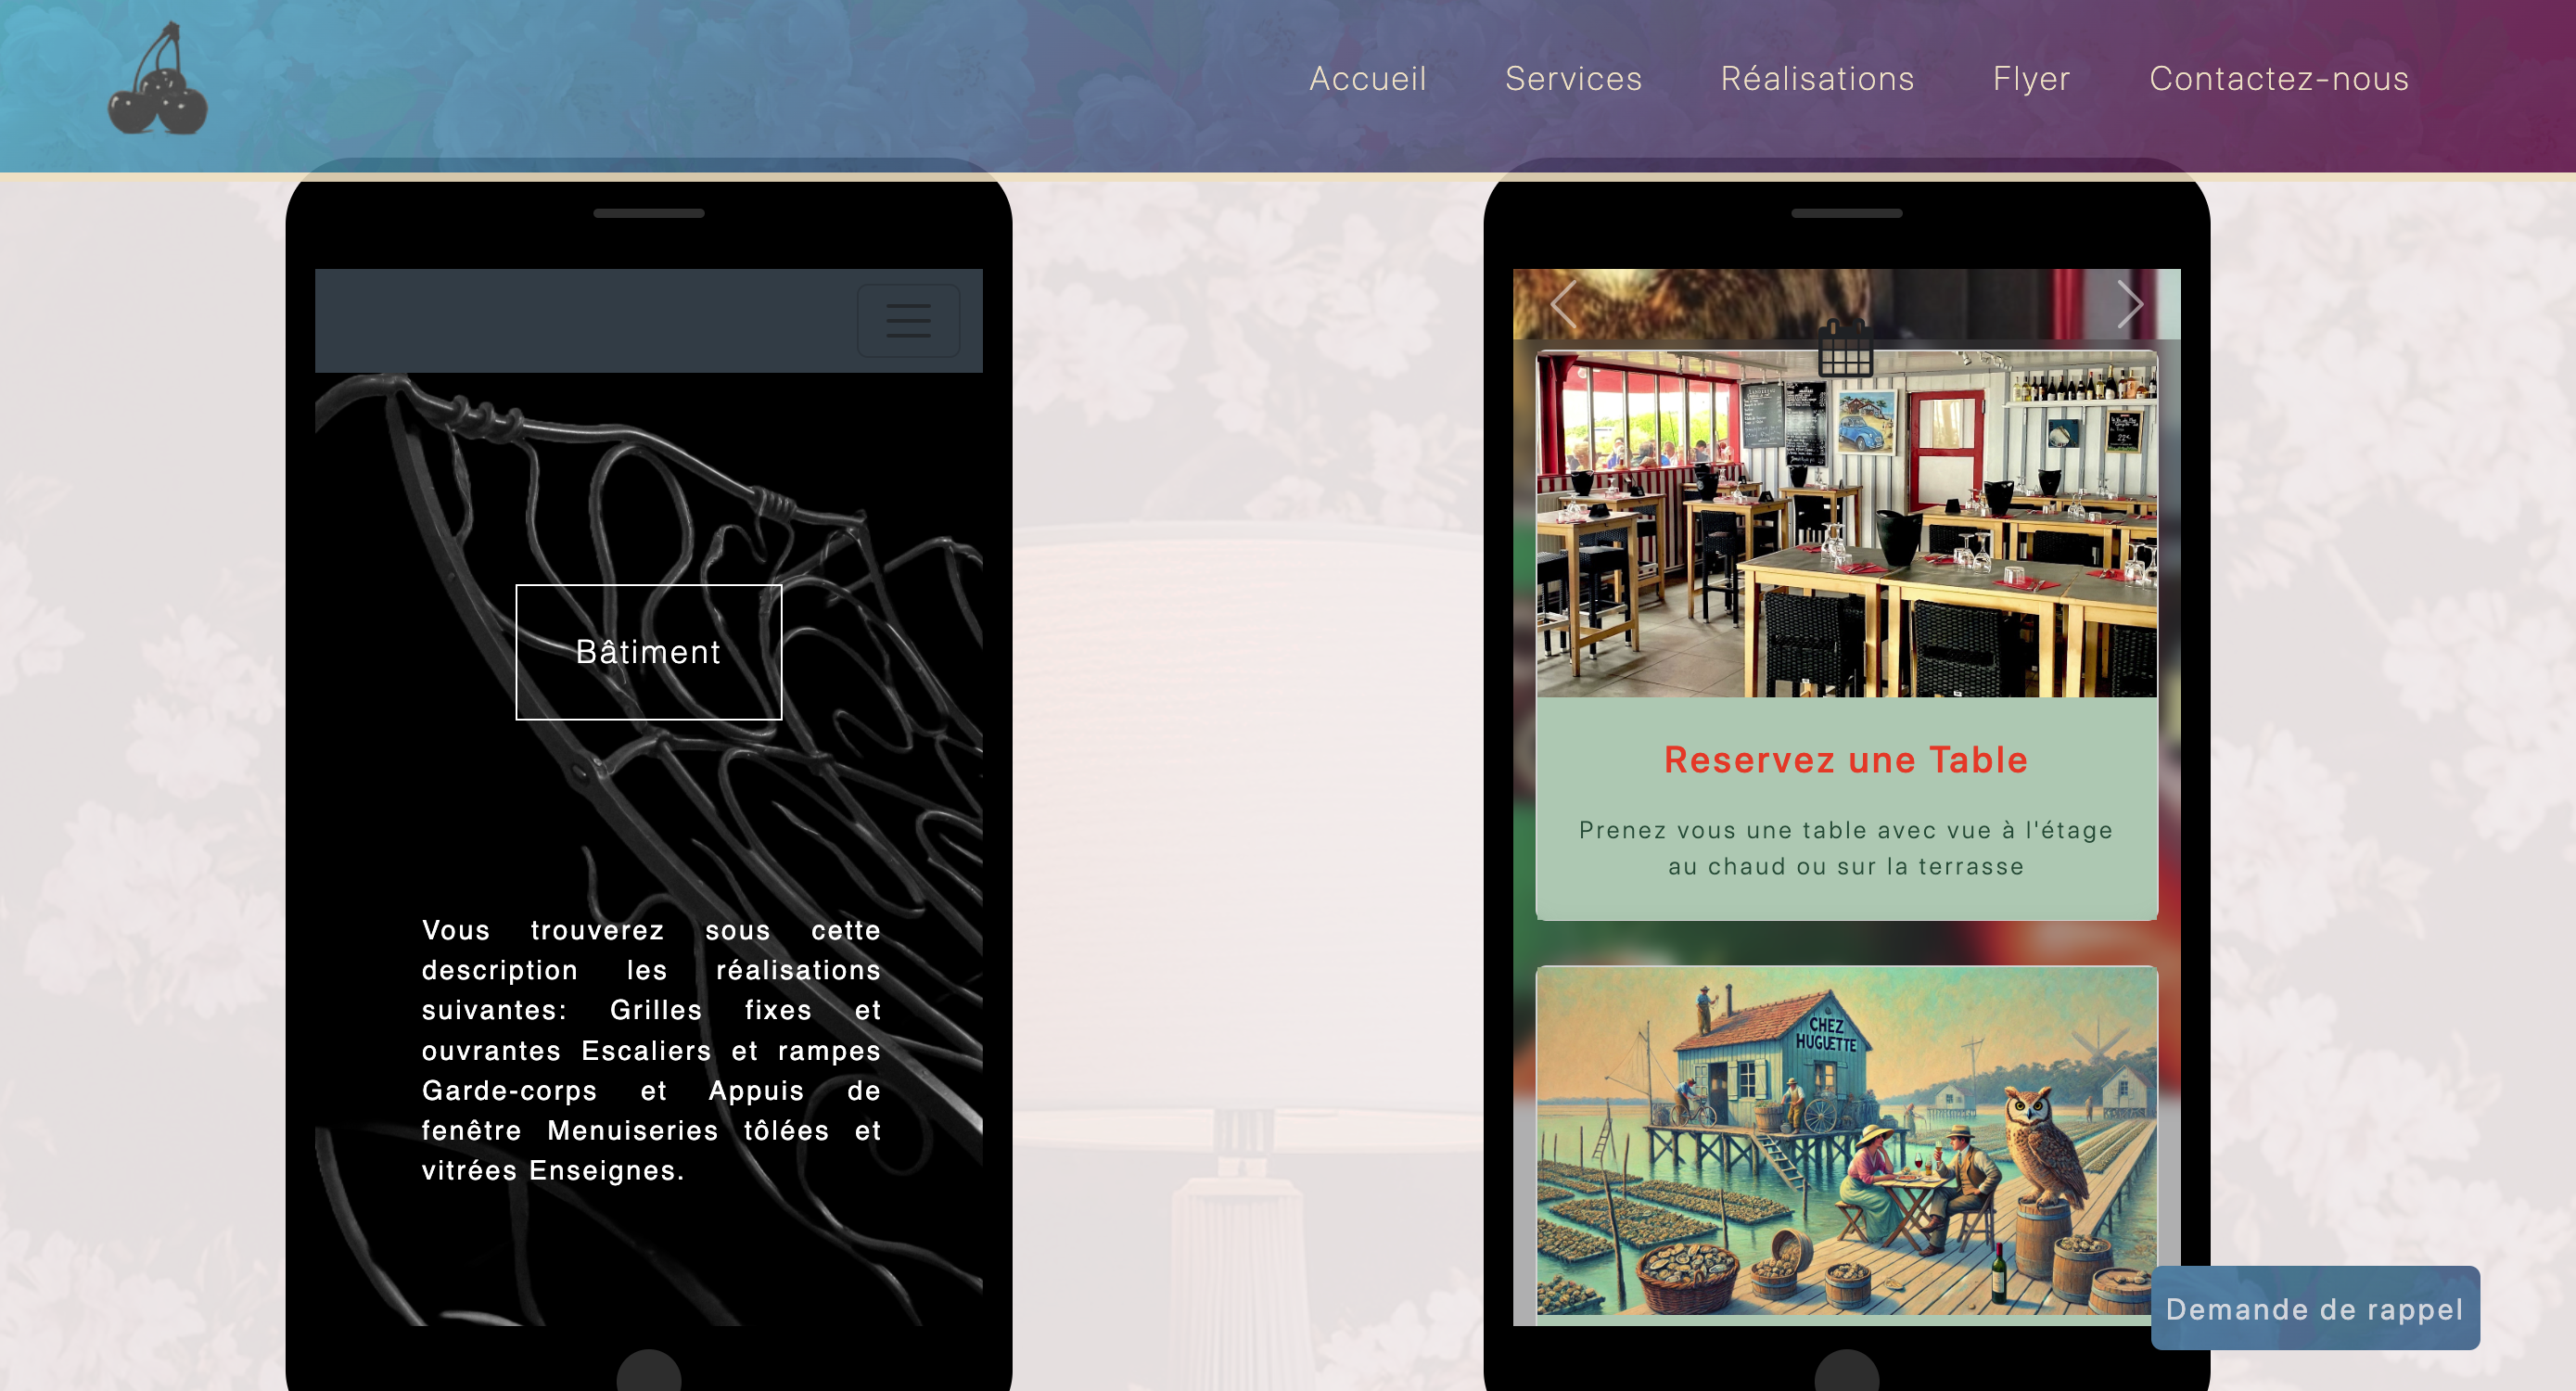 Accueil
Services
Réalisations
Flyer
Contactez-nous
Bâtiment
Vous trouverez sous cette
description les réalisations
suivantes: Grilles fixes et
ouvrantes Escaliers et rampes
Garde-corps et Appuis de
fenêtre Menuiseries tôlées et
vitrées Enseignes.
Reservez une Table
Prenez vous une table avec vue à l'étage
au chaud ou sur la terrasse
CHEZ
HUGUETTE
Demande de rappel